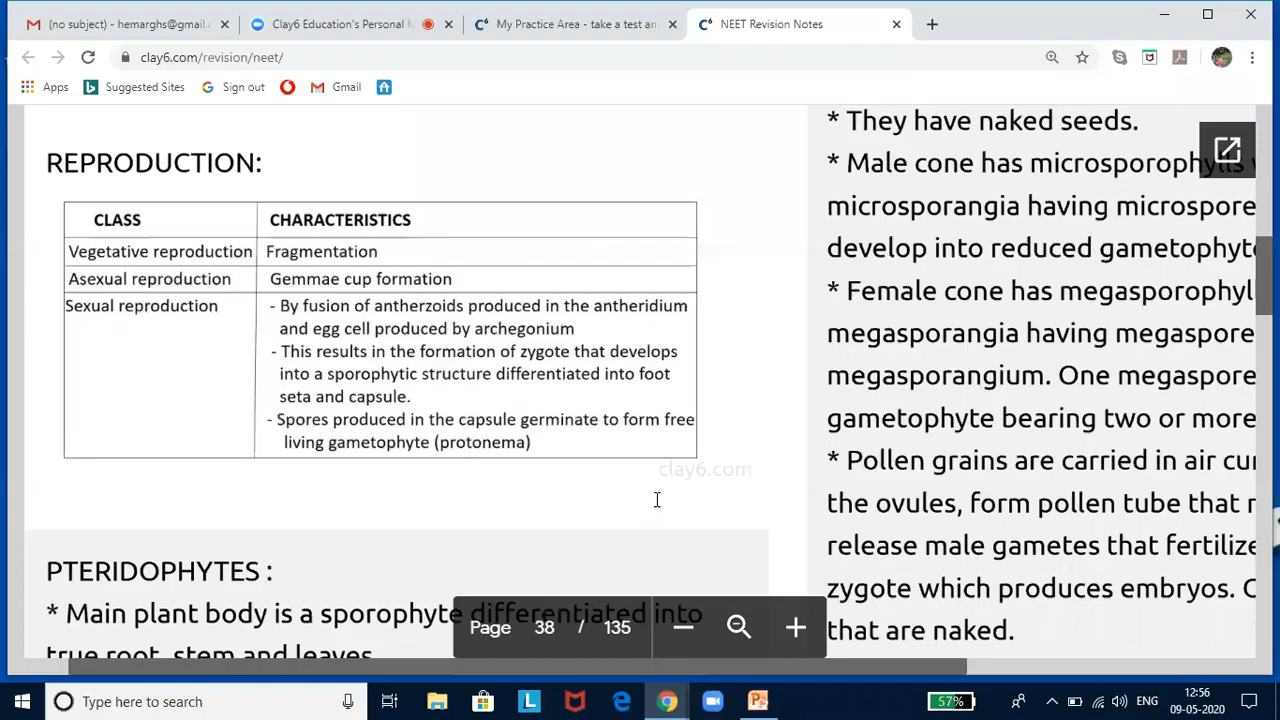 (no subject) - hemarghs@gmail.
Clay6 Education's Personal M
My Practice Area - take a test an
NEET Revision Notes
clay6.com/revision/neet/
Apps
Suggested Sites
Sign out
Gmail
REPRODUCTION:
CLASS CHARACTERISTICS
Vegetative reproduction Fragmentation
Asexual reproduction Gemmae cup formation
Sexual reproduction - By fusion of antherzoids produced in the antheridium
and egg cell produced by archegonium
- This results in the formation of zygote that develops
into a sporophytic structure differentiated into foot
seta and capsule.
- Spores produced in the capsule germinate to form free
living gametophyte (protonema)
clay6.com
PTERIDOPHYTES :
* Main plant body is a sporophyte differentiated into
true root, stem and leaves
* They have naked seeds.
* Male cone has microsporophylls
microsporangia having microspore
develop into reduced gametophyte
* Female cone has megasporophyl
megasporangia having megaspore
megasporangium. One megaspore
gametophyte bearing two or more
* Pollen grains are carried in air cur
the ovules, form pollen tube that
release male gametes that fertilize
zygote which produces embryos.
that are naked.
Page 38 / 135
Type here to search
57%
ENG
12:56
09-05-2020